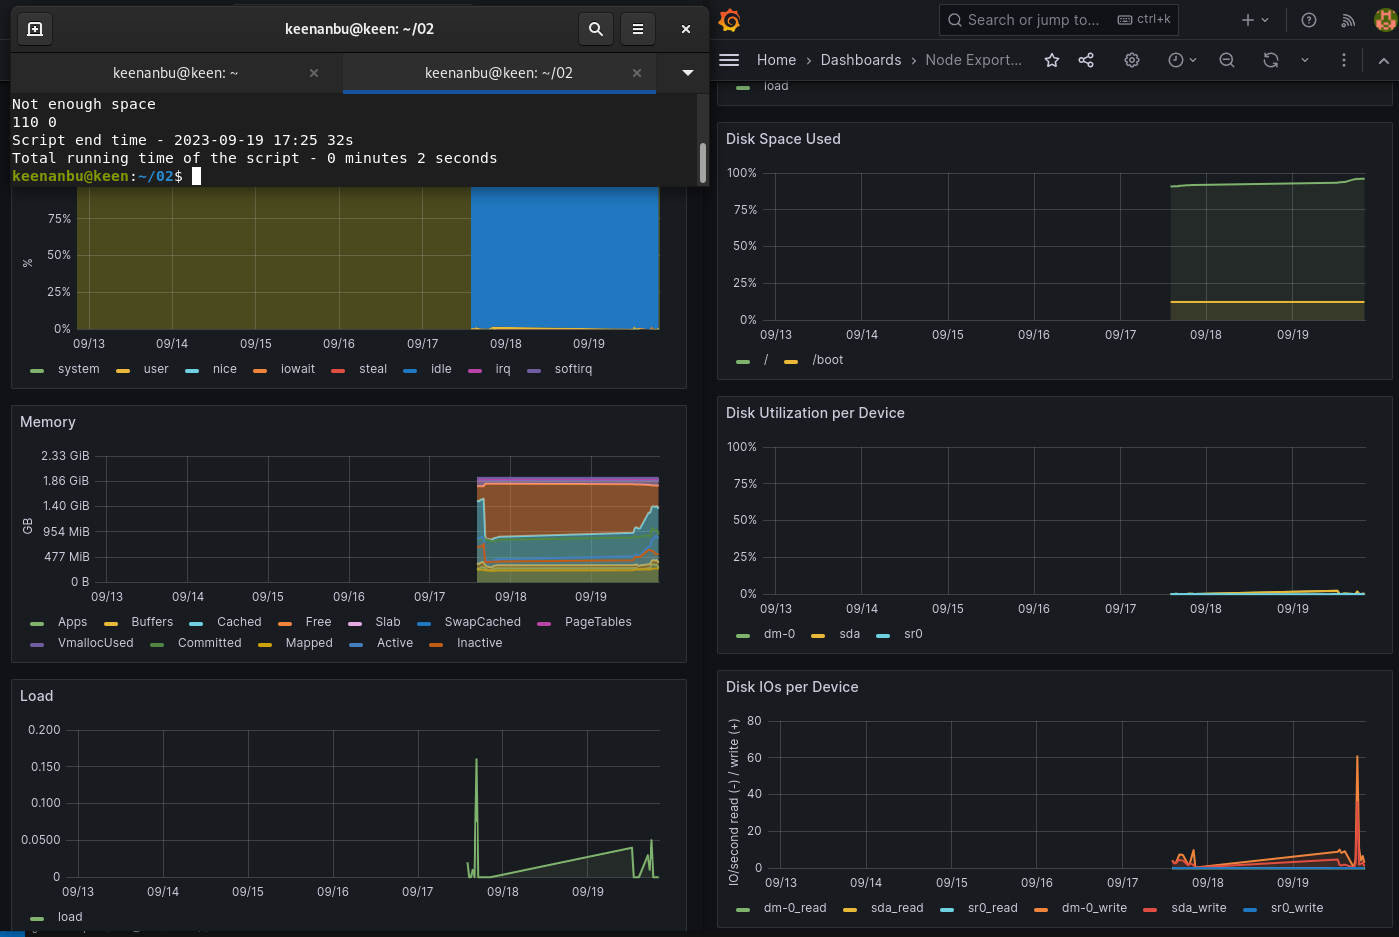 keenanbu@keen: ~/02
keenanbu@keen: ~
keenanbu@keen: ~/02
Not enough space
110 0
Script end time - 2023-09-19 17:25 32s
Total running time of the script - 0 minutes 2 seconds
keenanbu@keen:~/02$
Search or jump to...
ctrl+k
Home › Dashboards › Node Export...
%
75%
50%
25%
0%
09/13 09/14 09/15 09/16 09/17 09/18 09/19
system user nice iowait steal idle irq softirq
Memory
GB
2.33 GiB
1.86 GiB
1.40 GiB
954 MiB
477 MiB
0 B
09/13 09/14 09/15 09/16 09/17 09/18 09/19
Apps Buffers Cached Free Slab SwapCached PageTables
VmallocUsed Committed Mapped Active Inactive
Load
0.200
0.150
0.100
0.0500
0
09/13 09/14 09/15 09/16 09/17 09/18 09/19
load
load
Disk Space Used
100%
75%
50%
25%
0%
09/13 09/14 09/15 09/16 09/17 09/18 09/19
/ /boot
Disk Utilization per Device
100%
75%
50%
25%
0%
09/13 09/14 09/15 09/16 09/17 09/18 09/19
dm-0 sda sr0
Disk IOs per Device
IO/second read (-) / write (+)
80
60
40
20
0
09/13 09/14 09/15 09/16 09/17 09/18 09/19
dm-0_read sda_read sr0_read dm-0_write sda_write sr0_write